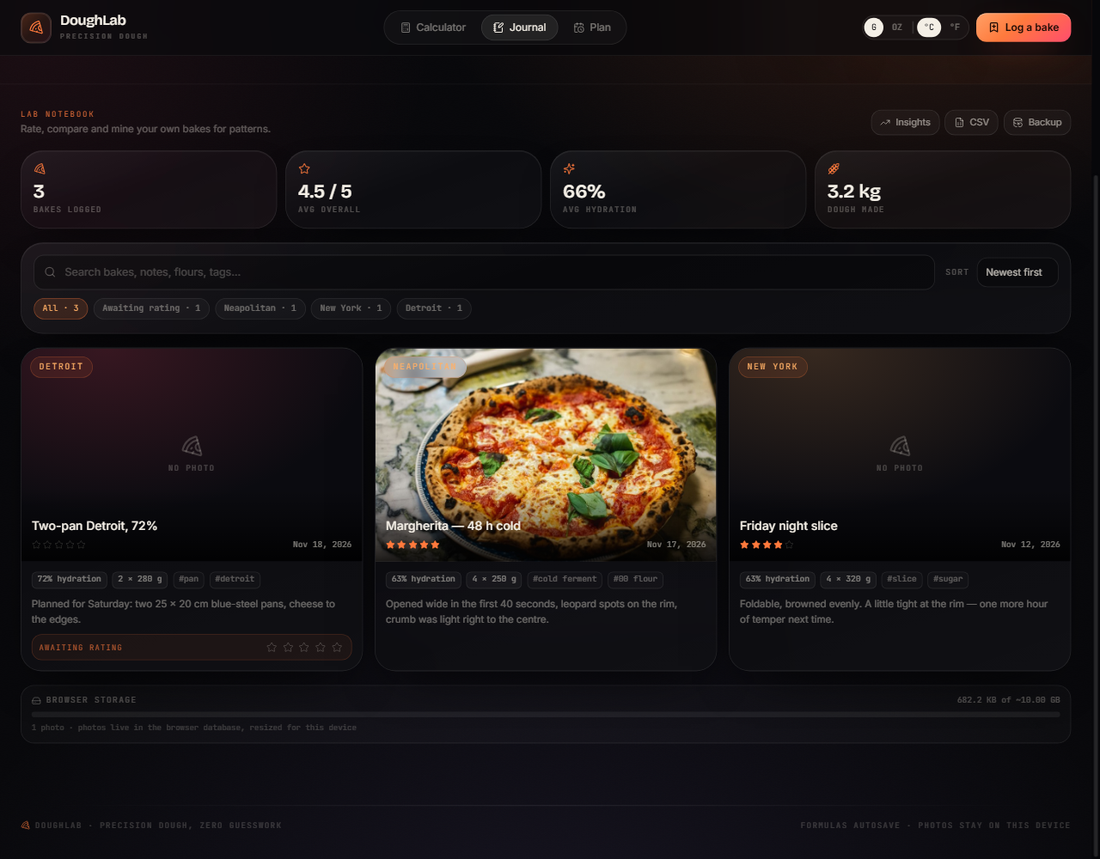 DoughLab
PRECISION DOUGH
Calculator
Journal
Plan
G OZ
°C °F
Log a bake
LAB NOTEBOOK
Rate, compare and mine your own bakes for patterns.
Insights
CSV
Backup
3
BAKES LOGGED
4.5 / 5
AVG OVERALL
66%
AVG HYDRATION
3.2 kg
DOUGH MADE
Search bakes, notes, flours, tags...
SORT
Newest first
All · 3
Awaiting rating · 1
Neapolitan · 1
New York · 1
Detroit · 1
DETROIT
NO PHOTO
Two-pan Detroit, 72%
Nov 18, 2026
72% hydration
2 × 280 g
#pan
#detroit
Planned for Saturday: two 25 × 20 cm blue-steel pans, cheese to
the edges.
AWAITING RATING
NEAPOLITAN
Margherita — 48 h cold
Nov 17, 2026
63% hydration
4 × 250 g
#cold ferment
#00 flour
Opened wide in the first 40 seconds, leopard spots on the rim,
crumb was light right to the centre.
NEW YORK
NO PHOTO
Friday night slice
Nov 12, 2026
63% hydration
4 × 320 g
#slice
#sugar
Foldable, browned evenly. A little tight at the rim — one more hour
of temper next time.
BROWSER STORAGE
682.2 KB of ~10.00 GB
1 photo · photos live in the browser database, resized for this device
DOUGHLAB · PRECISION DOUGH, ZERO GUESSWORK
FORMULAS AUTOSAVE · PHOTOS STAY ON THIS DEVICE